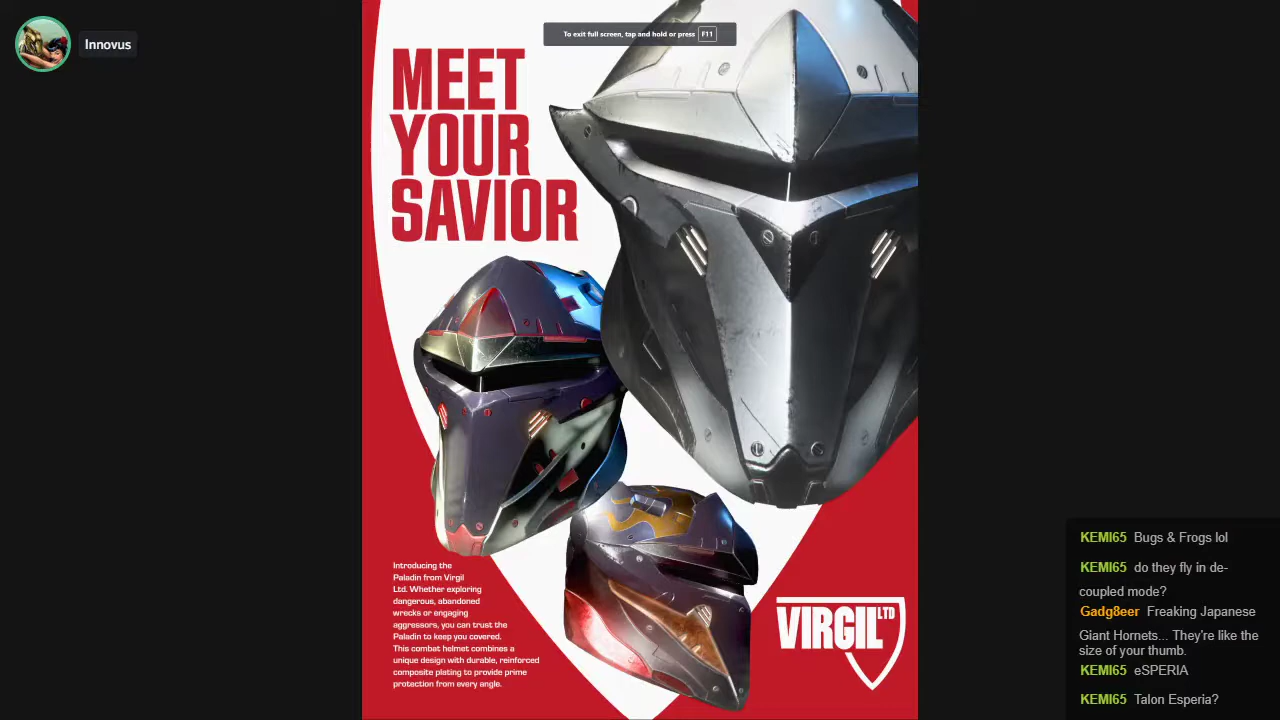 Innovus
To exit full screen, tap and hold or press F11
MEET
YOUR
SAVIOR
Introducing the
Paladin from Virgil
Ltd. Whether exploring
dangerous, abandoned
wrecks or engaging
aggressors, you can trust the
Paladin to keep you covered.
This combat helmet combines a
unique design with durable, reinforced
composite plating to provide prime
protection from every angle.
VIRGIL LTD
KEMI65 Bugs & Frogs lol
KEMI65 do they fly in de-
coupled mode?
Gadg8eer Freaking Japanese
Giant Hornets... They're like the
size of your thumb.
KEMI65 eSPERIA
KEMI65 Talon Esperia?